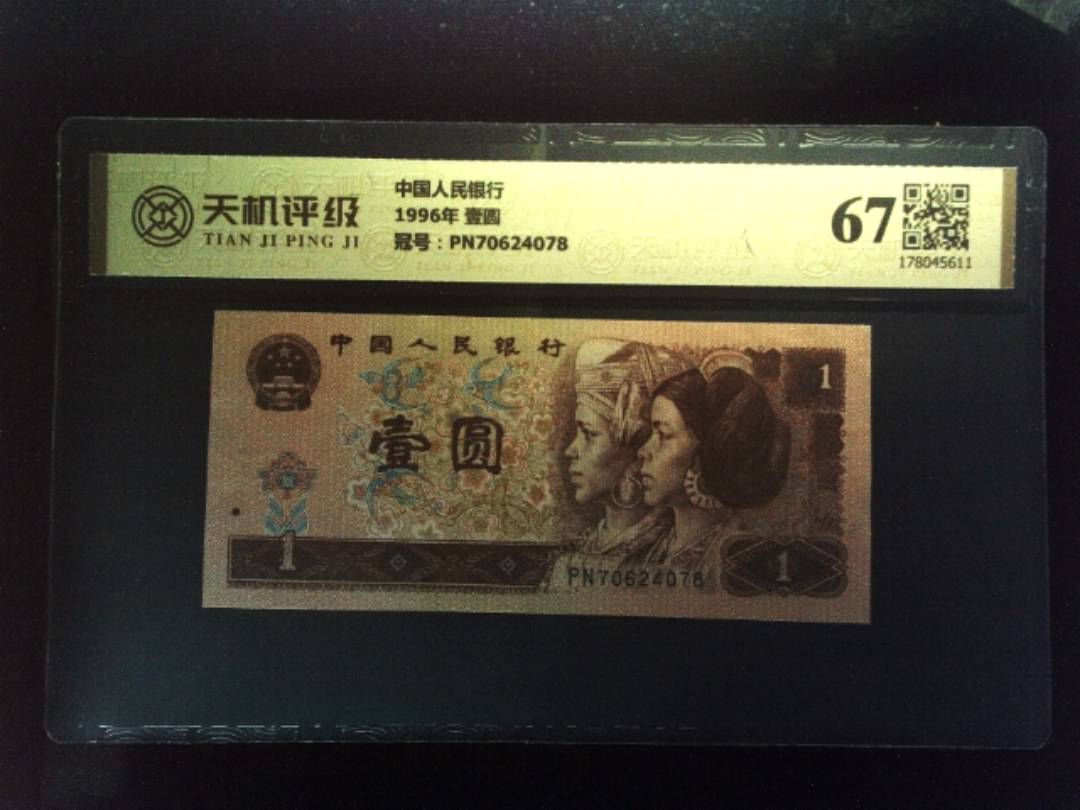 天机评级
TIAN JI PING JI
中国人民银行
1996年 壹圆
冠号：PN70624078
67
178045611
中国人民银行
壹圆
1
1
PN70624078
1